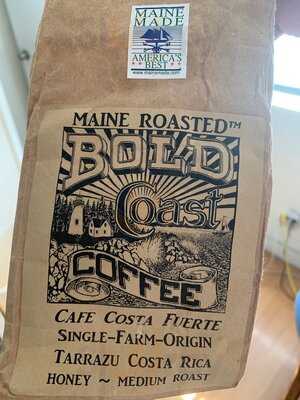 MAINE
MADE
AMERICA'S
BEST
www.mainemade.com
MAINE ROASTED™
BOLD
Coast
COFFEE
CAFE COSTA FUERTE
SINGLE-FARM-ORIGIN
TARRAZU COSTA RICA
HONEY ~ MEDIUM ROAST